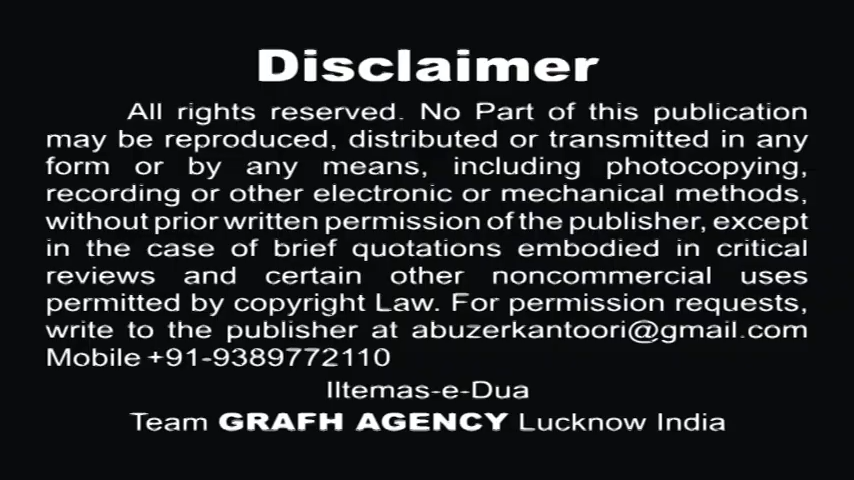 Disclaimer
All rights reserved. No Part of this publication
may be reproduced, distributed or transmitted in any
form or by any means, including photocopying,
recording or other electronic or mechanical methods,
without prior written permission of the publisher, except
in the case of brief quotations embodied in critical
reviews and certain other noncommercial uses
permitted by copyright Law. For permission requests,
write to the publisher at abuzerkantoori@gmail.com
Mobile +91-9389772110
IItemas-e-Dua
Team GRAFH AGENCY Lucknow India